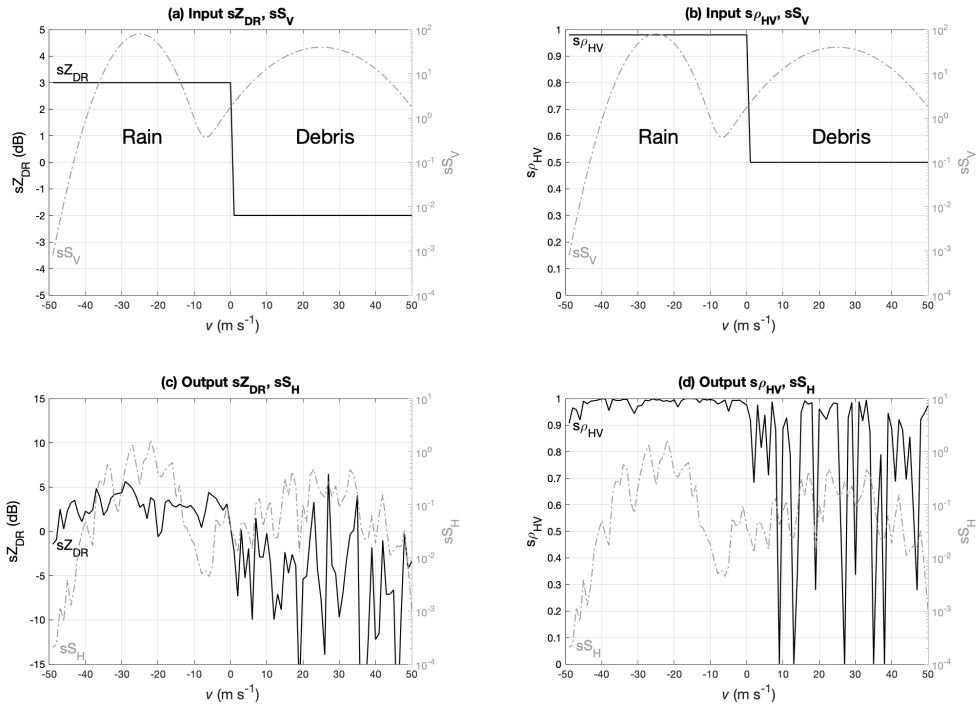 (a) Input sZ_DR, sS_V
5
4
3
2
1
0
-1
-2
-3
-4
-5
sZ_DR (dB)
sZ_DR
Rain
Debris
sS_V
10^2
10^1
10^0
10^-1
10^-2
10^-3
10^-4
sS_V
-50 -40 -30 -20 -10 0 10 20 30 40 50
v (m s^-1)
(b) Input sρ_HV, sS_V
1
0.9
0.8
0.7
0.6
0.5
0.4
0.3
0.2
0.1
0
sρ_HV
sρ_HV
Rain
Debris
sS_V
10^2
10^1
10^0
10^-1
10^-2
10^-3
10^-4
sS_V
-50 -40 -30 -20 -10 0 10 20 30 40 50
v (m s^-1)
(c) Output sZ_DR, sS_H
15
10
5
0
-5
-10
-15
sZ_DR (dB)
sZ_DR
sS_H
10^1
10^0
10^-1
10^-2
10^-3
10^-4
sS_H
-50 -40 -30 -20 -10 0 10 20 30 40 50
v (m s^-1)
(d) Output sρ_HV, sS_H
1
0.9
0.8
0.7
0.6
0.5
0.4
0.3
0.2
0.1
0
sρ_HV
sρ_HV
sS_H
10^1
10^0
10^-1
10^-2
10^-3
10^-4
sS_H
-50 -40 -30 -20 -10 0 10 20 30 40 50
v (m s^-1)